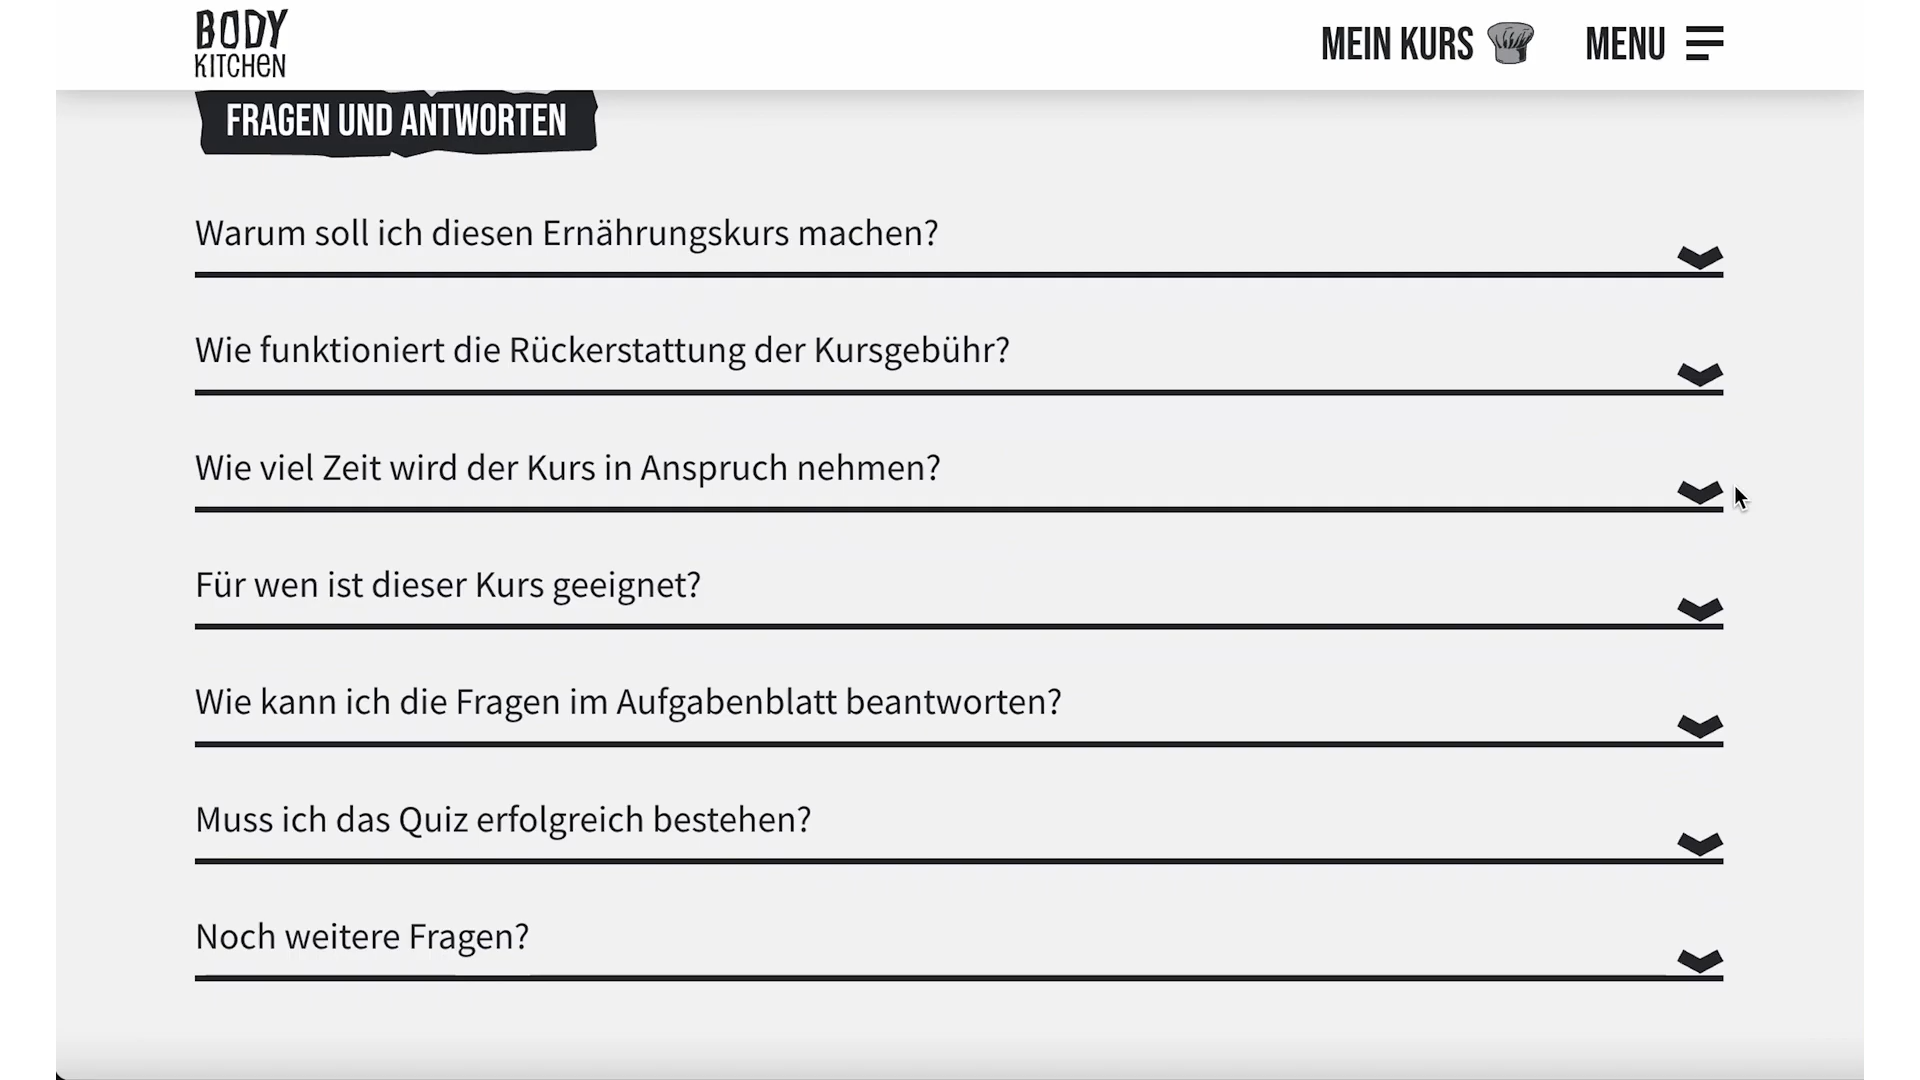 BODY
KITCHEN
MEIN KURS
MENU
FRAGEN UND ANTWORTEN
Warum soll ich diesen Ernährungskurs machen?
Wie funktioniert die Rückerstattung der Kursgebühr?
Wie viel Zeit wird der Kurs in Anspruch nehmen?
Für wen ist dieser Kurs geeignet?
Wie kann ich die Fragen im Aufgabenblatt beantworten?
Muss ich das Quiz erfolgreich bestehen?
Noch weitere Fragen?